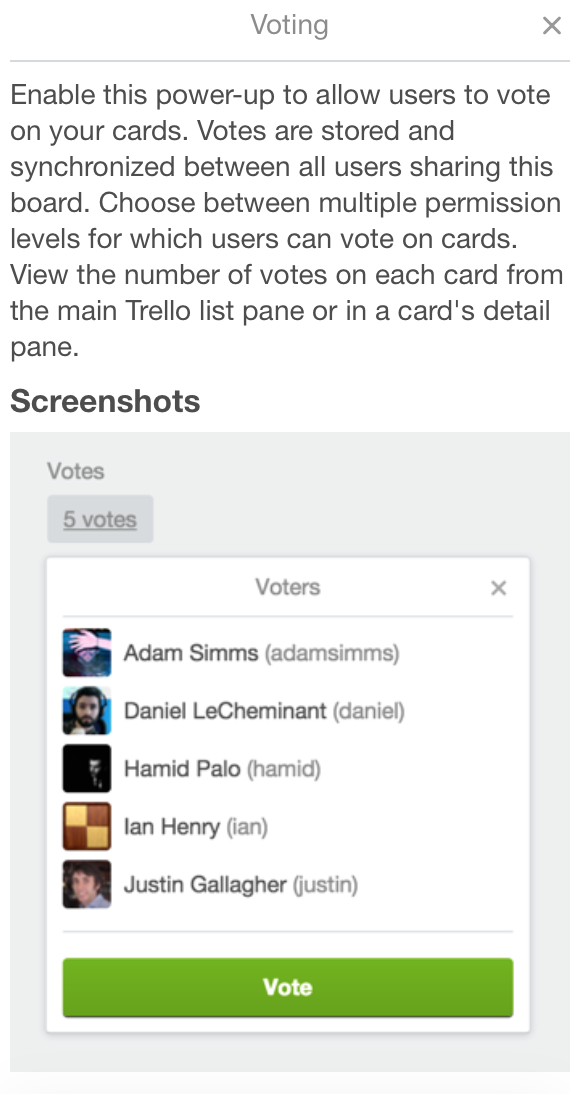 Voting ×
Enable this power-up to allow users to vote
on your cards. Votes are stored and
synchronized between all users sharing this
board. Choose between multiple permission
levels for which users can vote on cards.
View the number of votes on each card from
the main Trello list pane or in a card's detail
pane.
Screenshots
Votes
5 votes
Voters ×
Adam Simms (adamsimms)
Daniel LeCheminant (daniel)
Hamid Palo (hamid)
Ian Henry (ian)
Justin Gallagher (justin)
Vote